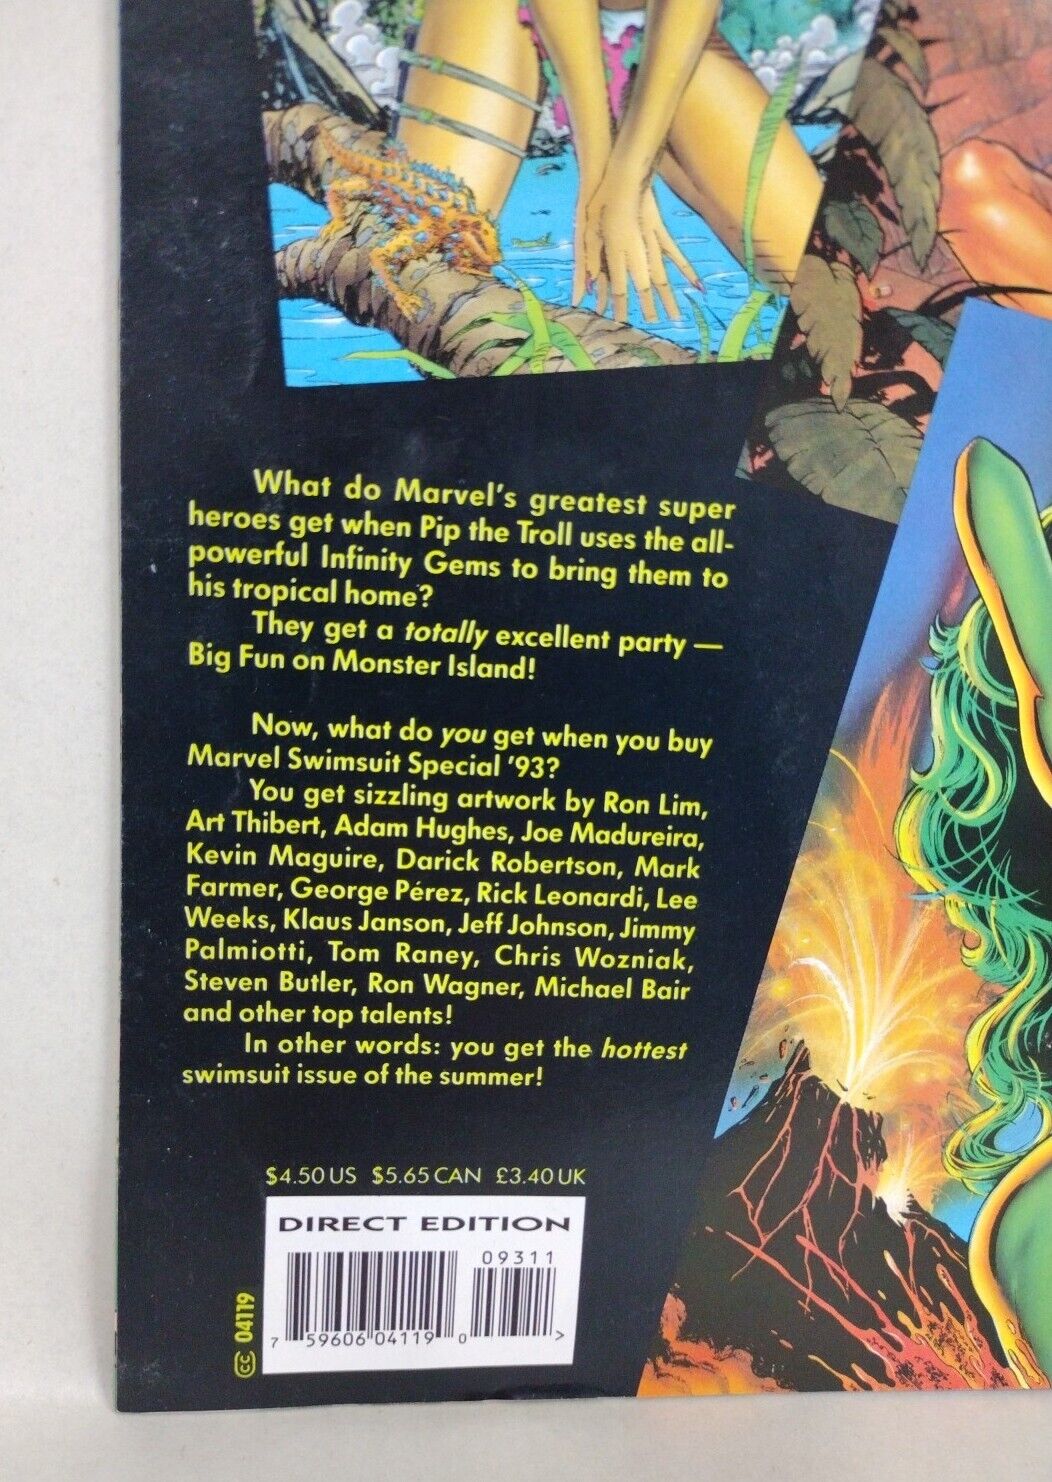 What do Marvel's greatest super
heroes get when Pip the Troll uses the all-
powerful Infinity Gems to bring them to
his tropical home?
They get a totally excellent party —
Big Fun on Monster Island!
Now, what do you get when you buy
Marvel Swimsuit Special '93?
You get sizzling artwork by Ron Lim,
Art Thibert, Adam Hughes, Joe Madureira,
Kevin Maguire, Darick Robertson, Mark
Farmer, George Pérez, Rick Leonardi, Lee
Weeks, Klaus Janson, Jeff Johnson, Jimmy
Palmiotti, Tom Raney, Chris Wozniak,
Steven Butler, Ron Wagner, Michael Bair
and other top talents!
In other words: you get the hottest
swimsuit issue of the summer!
$4.50 US $5.65 CAN £3.40 UK
DIRECT EDITION
09311
7 59606 04119 0 >
CC 04119